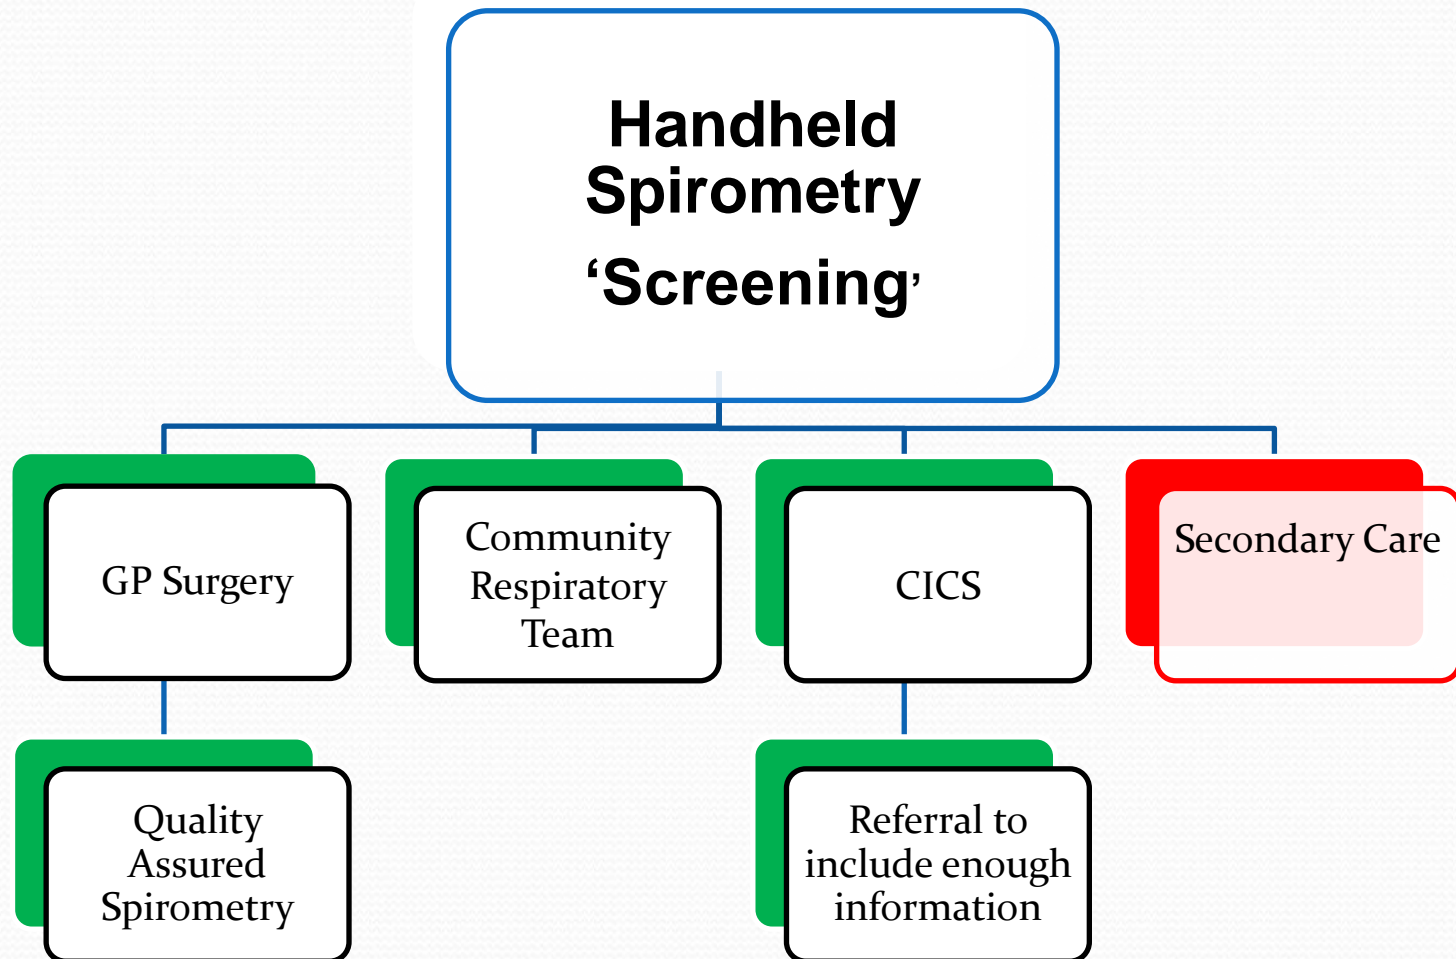 Handheld
Spirometry
‘Screening’
GP Surgery
Community
Respiratory
Team
CICS
Secondary Care
Quality
Assured
Spirometry
Referral to
include enough
information